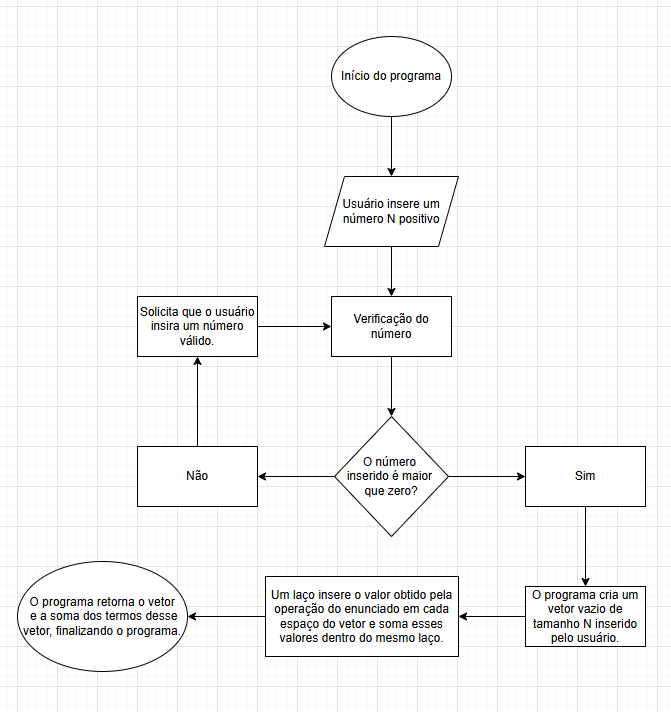 Início do programa
Usuário insere um
número N positivo
Solicita que o usuário
insira um número
válido.
Verificação do
número
O número
inserido é maior
que zero?
Não
Sim
O programa cria um
vetor vazio de
tamanho N inserido
pelo usuário.
Um laço insere o valor obtido pela
operação do enunciado em cada
espaço do vetor e soma esses
valores dentro do mesmo laço.
O programa retorna o vetor
e a soma dos termos desse
vetor, finalizando o programa.